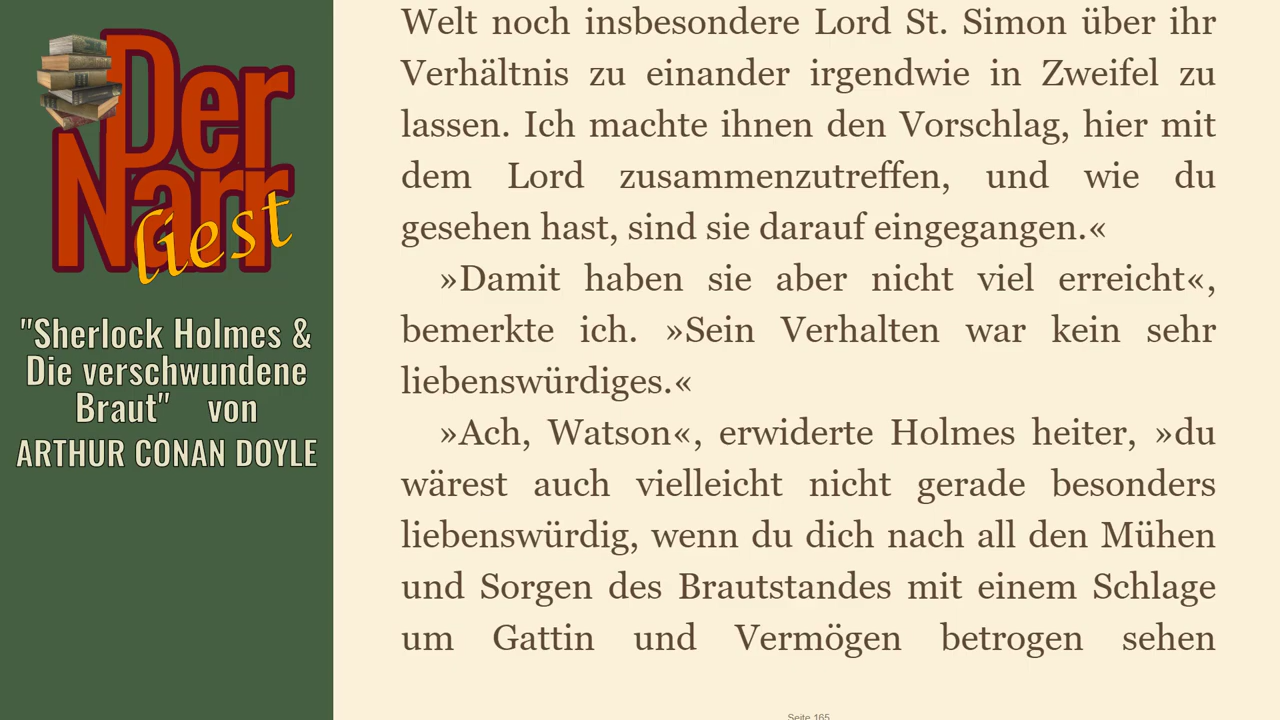 Der
Narr
liest
"Sherlock Holmes &
Die verschwundene
Braut" von
ARTHUR CONAN DOYLE
Welt noch insbesondere Lord St. Simon über ihr
Verhältnis zu einander irgendwie in Zweifel zu
lassen. Ich machte ihnen den Vorschlag, hier mit
dem Lord zusammenzutreffen, und wie du
gesehen hast, sind sie darauf eingegangen.«
»Damit haben sie aber nicht viel erreicht«,
bemerkte ich. »Sein Verhalten war kein sehr
liebenswürdiges.«
»Ach, Watson«, erwiderte Holmes heiter, »du
wärest auch vielleicht nicht gerade besonders
liebenswürdig, wenn du dich nach all den Mühen
und Sorgen des Brautstandes mit einem Schlage
um Gattin und Vermögen betrogen sehen
Seite 165